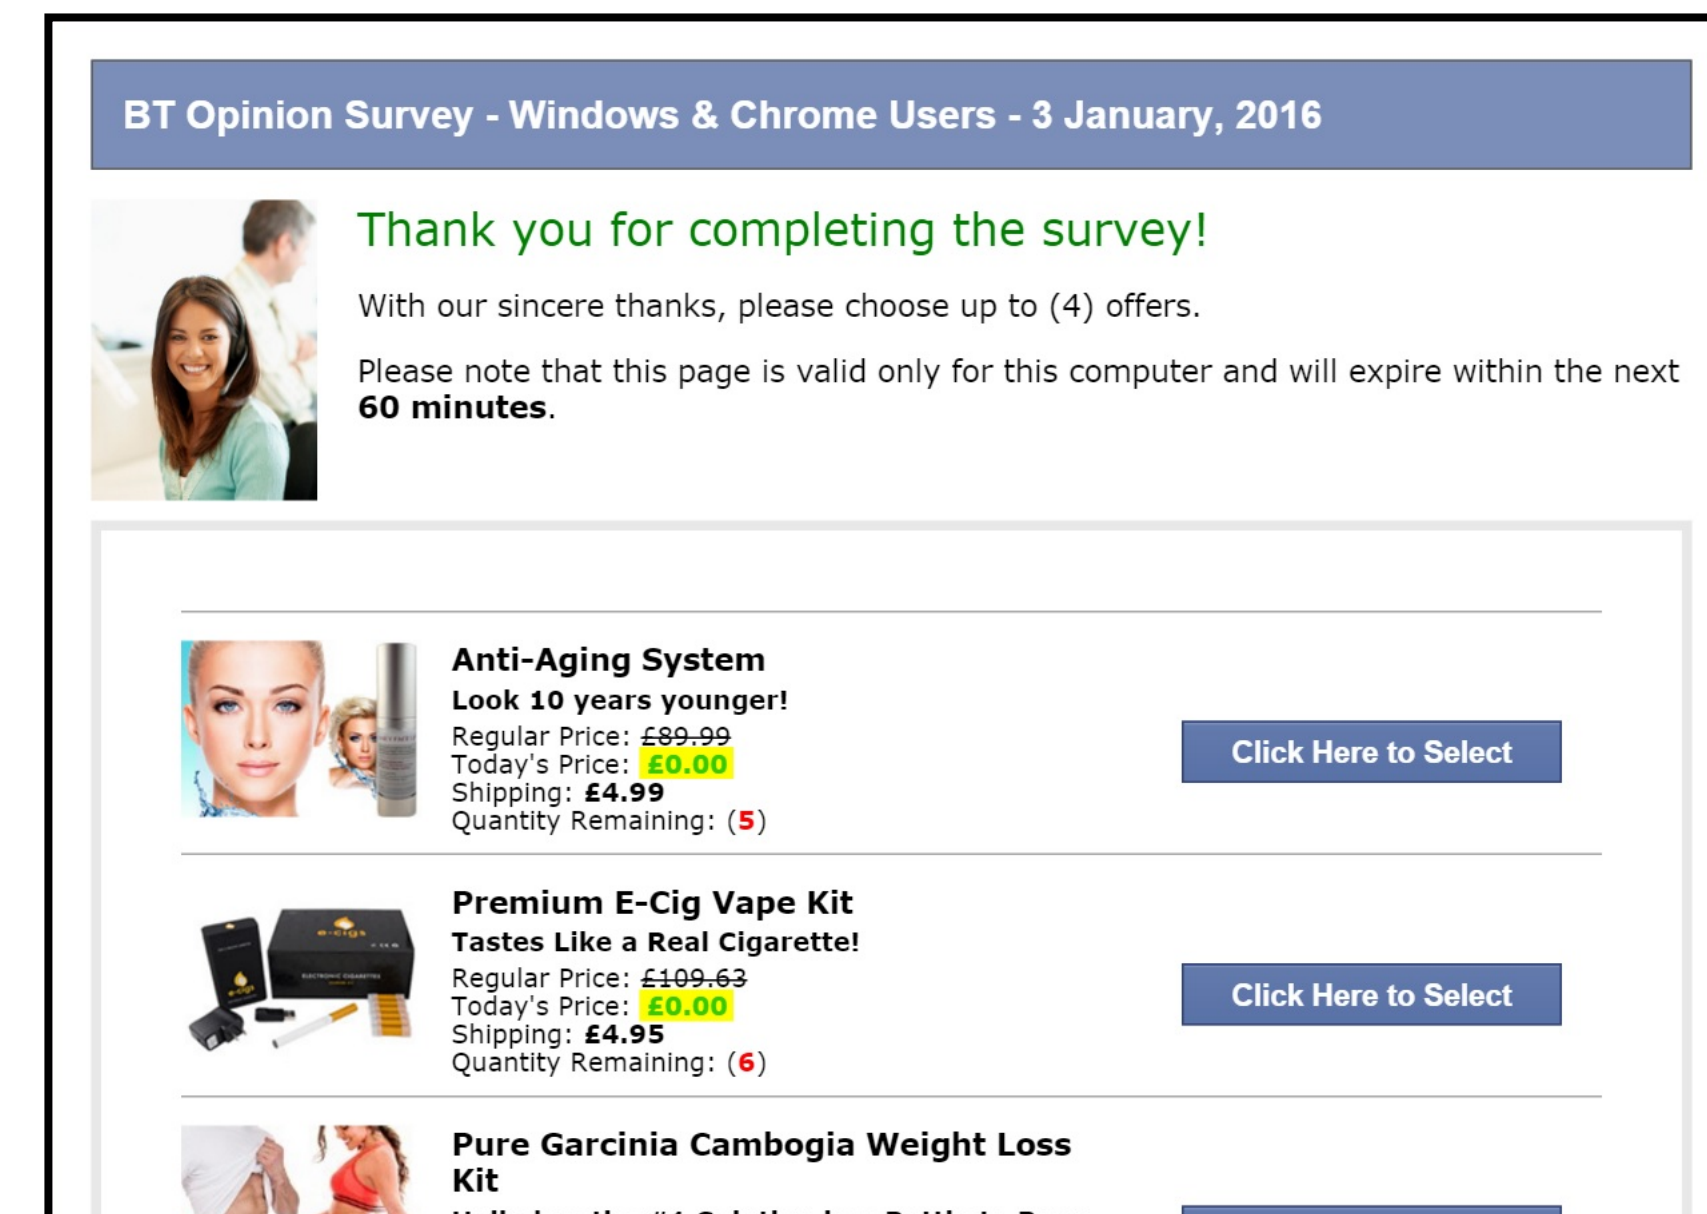 BT Opinion Survey - Windows & Chrome Users - 3 January, 2016
Thank you for completing the survey!
With our sincere thanks, please choose up to (4) offers.
Please note that this page is valid only for this computer and will expire within the next
60 minutes.
Anti-Aging System
Look 10 years younger!
Regular Price: £89.99
Today's Price: £0.00
Shipping: £4.99
Quantity Remaining: (5)
Click Here to Select
Premium E-Cig Vape Kit
Tastes Like a Real Cigarette!
Regular Price: £109.63
Today's Price: £0.00
Shipping: £4.95
Quantity Remaining: (6)
Click Here to Select
e-cigs
ELECTRONIC CIGARETTES
e-cigs
Pure Garcinia Cambogia Weight Loss
Kit